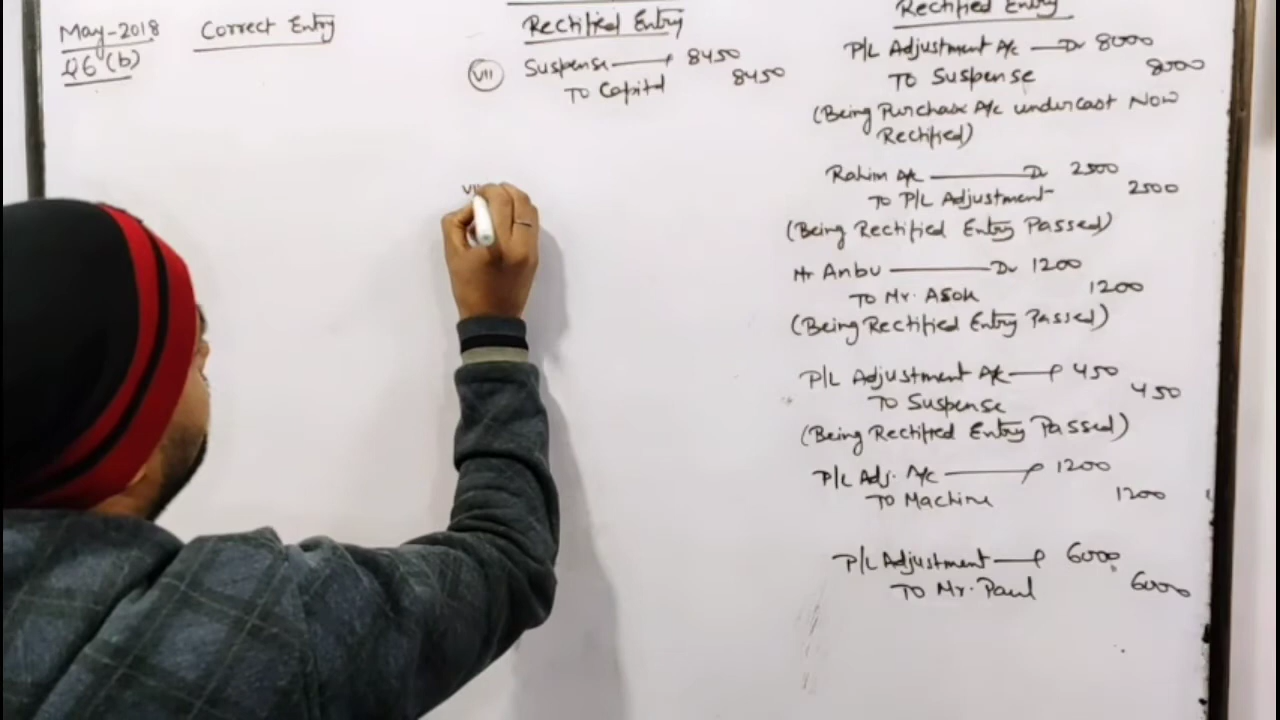 May-2018
Q6 (b)
Correct Entry
Rectified Entry
VII Suspense 8450
To Capital 8450
VII
Rectified Entry
P/L Adjustment A/c Dr 8000
To Suspense 8000
(Being Purchase A/c undercast Now
Rectified)
Rahim A/c Dr 2500
To P/L Adjustment 2500
(Being Rectified Entry Passed)
Mr Anbu Dr 1200
To Mr. Asok 1200
(Being Rectified Entry Passed)
P/L Adjustment A/c 450
To Suspense 450
(Being Rectified Entry Passed)
P/L Adj. A/c 1200
To Machine 1200
P/L Adjustment 6000
To Mr. Paul 6000